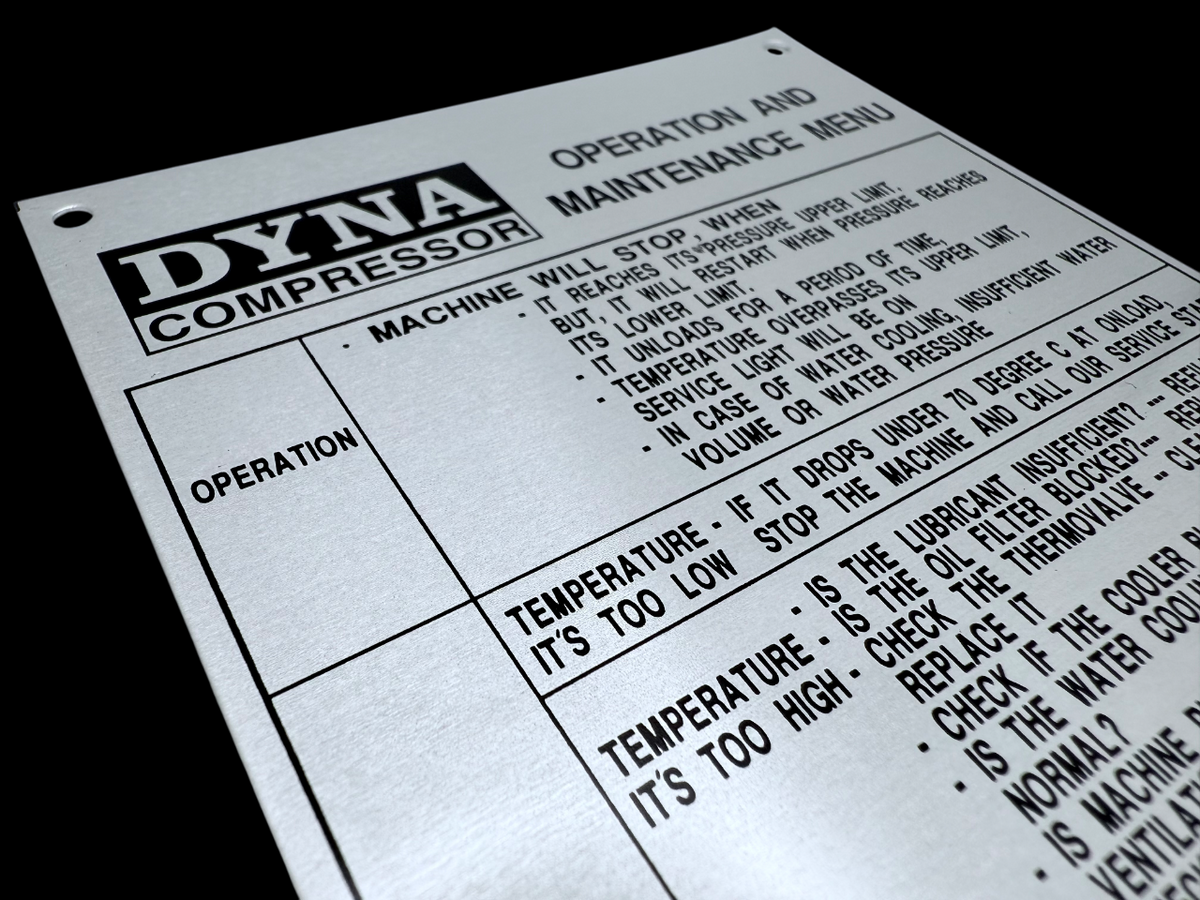 OPERATION AND
MAINTENANCE MENU
DYNA
COMPRESSOR
OPERATION
· MACHINE WILL STOP, WHEN
- IT REACHES ITS PRESSURE UPPER LIMIT.
BUT, IT WILL RESTART WHEN PRESSURE REACHES
ITS LOWER LIMIT.
- IT UNLOADS FOR A PERIOD OF TIME,
- TEMPERATURE OVERPASSES ITS UPPER LIMIT,
SERVICE LIGHT WILL BE ON
- IN CASE OF WATER COOLING, INSUFFICIENT WATER
VOLUME OR WATER PRESSURE
TEMPERATURE - IF IT DROPS UNDER 70 DEGREE C AT ONLOAD,
IT'S TOO LOW STOP THE MACHINE AND CALL OUR SERVICE
- IS THE LUBRICANT INSUFFICIENT? ---
TEMPERATURE - IS THE OIL FILTER BLOCKED? ---
IT'S TOO HIGH - CHECK THE THERMOVALVE --
REPLACE IT
- CHECK IF THE COOLER
- IS THE WATER
NORMAL?
- IS MACHINE